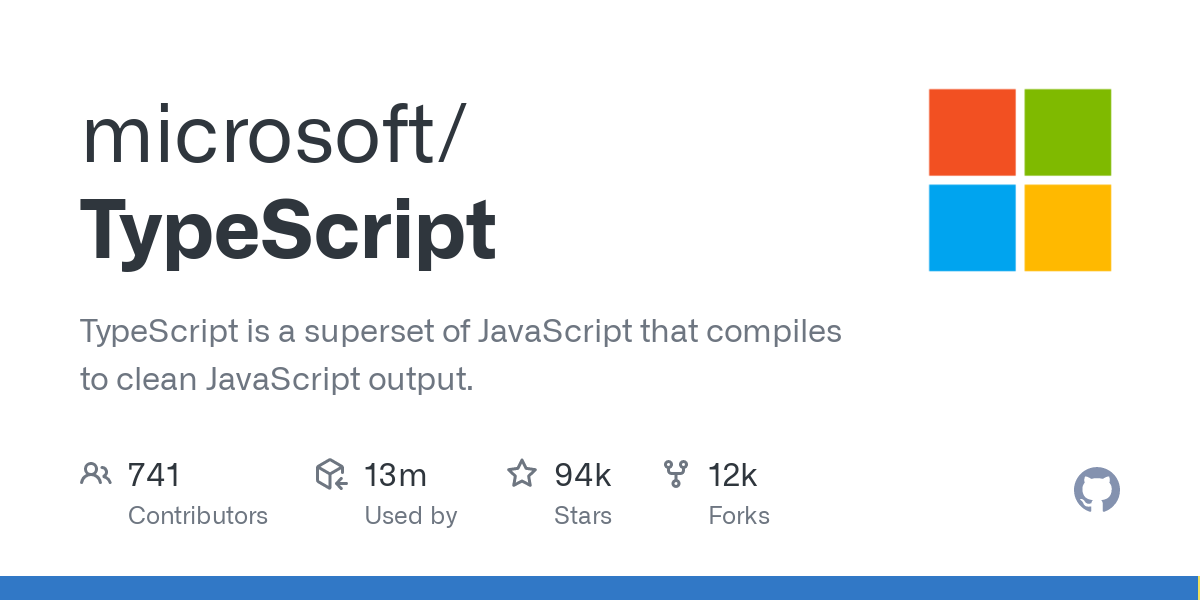 microsoft/
TypeScript
TypeScript is a superset of JavaScript that compiles
to clean JavaScript output.
741
Contributors
13m
Used by
94k
Stars
12k
Forks